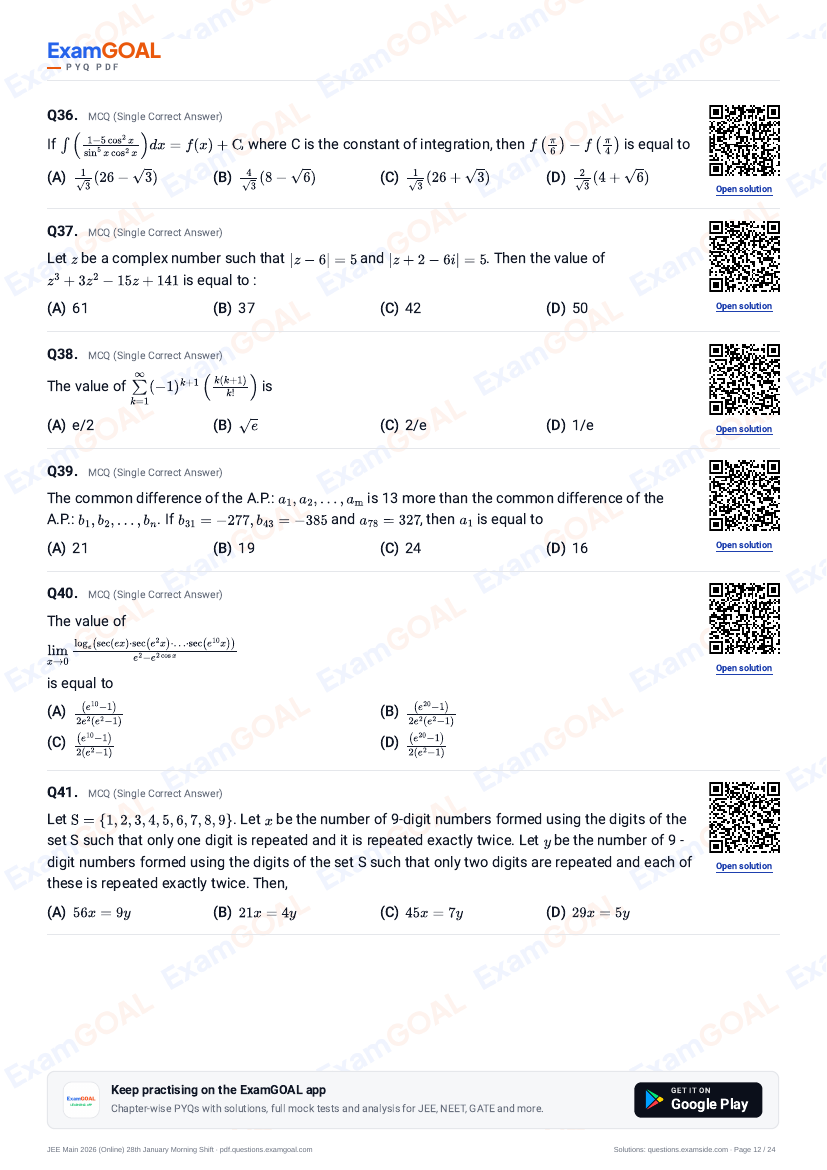 ExamGOAL
PYQ PDF
Q36. MCQ (Single Correct Answer)
If ∫ ((1−5 cos² x)/(sin⁵ x cos² x)) dx = f(x) + C, where C is the constant of integration, then f(π/6) − f(π/4) is equal to
(A) 1/√3 (26 − √3) (B) 4/√3 (8 − √6) (C) 1/√3 (26 + √3) (D) 2/√3 (4 + √6)
Open solution
Q37. MCQ (Single Correct Answer)
Let z be a complex number such that |z − 6| = 5 and |z + 2 − 6i| = 5. Then the value of
z³ + 3z² − 15z + 141 is equal to :
(A) 61 (B) 37 (C) 42 (D) 50
Open solution
Q38. MCQ (Single Correct Answer)
The value of ∑_{k=1}^{∞} (−1)^{k+1} (k(k+1)/k!) is
(A) e/2 (B) √e (C) 2/e (D) 1/e
Open solution
Q39. MCQ (Single Correct Answer)
The common difference of the A.P.: a₁, a₂, . . . , aₘ is 13 more than the common difference of the
A.P.: b₁, b₂, . . . , bₙ. If b₃₁ = −277, b₄₃ = −385 and a₇₈ = 327, then a₁ is equal to
(A) 21 (B) 19 (C) 24 (D) 16
Open solution
Q40. MCQ (Single Correct Answer)
The value of
lim_{x→0} logₑ(sec(ex)·sec(e²x)·…·sec(e¹⁰x)) / (e² − e^{2 cos x})
is equal to
(A) (e¹⁰−1)/(2e²(e²−1)) (B) (e²⁰−1)/(2e²(e²−1))
(C) (e¹⁰−1)/(2(e²−1)) (D) (e²⁰−1)/(2(e²−1))
Open solution
Q41. MCQ (Single Correct Answer)
Let S = {1, 2, 3, 4, 5, 6, 7, 8, 9}. Let x be the number of 9-digit numbers formed using the digits of the
set S such that only one digit is repeated and it is repeated exactly twice. Let y be the number of 9 -
digit numbers formed using the digits of the set S such that only two digits are repeated and each of
these is repeated exactly twice. Then,
(A) 56x = 9y (B) 21x = 4y (C) 45x = 7y (D) 29x = 5y
Open solution
ExamGOAL
Keep practising on the ExamGOAL app
Chapter-wise PYQs with solutions, full mock tests and analysis for JEE, NEET, GATE and more.
GET IT ON
Google Play
JEE Main 2026 (Online) 28th January Morning Shift · pdf.questions.examgoal.com
Solutions: questions.examside.com · Page 12 / 24